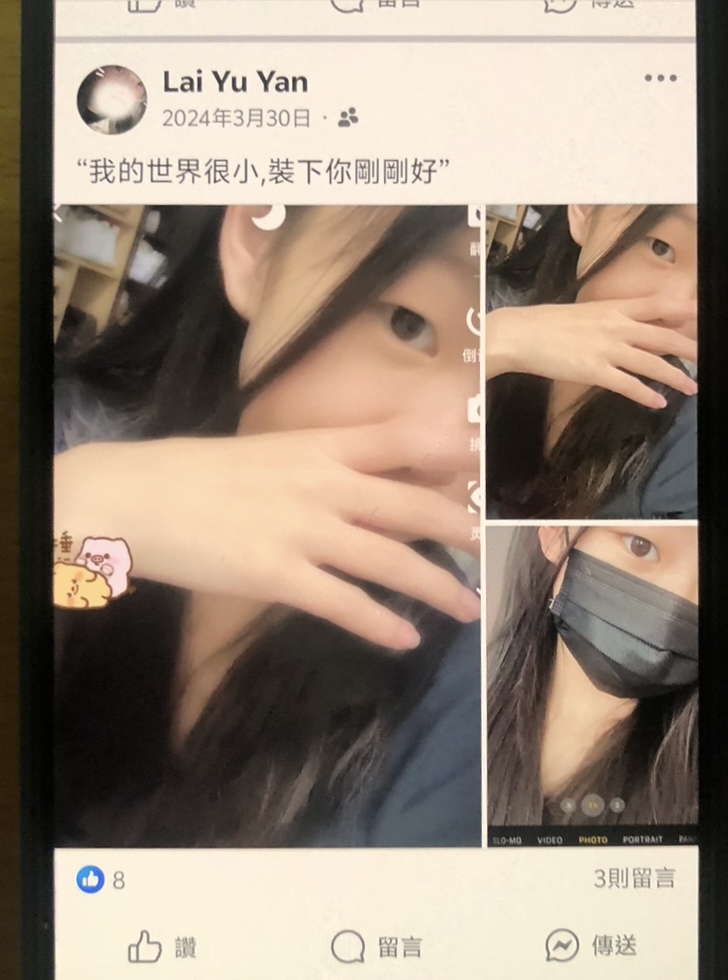 讚 留言 傳送
Lai Yu Yan
2024年3月30日 ·
“我的世界很小,裝下你剛剛好”
SLO-MO VIDEO PHOTO PORTRAIT
8 3則留言
讚 留言 傳送